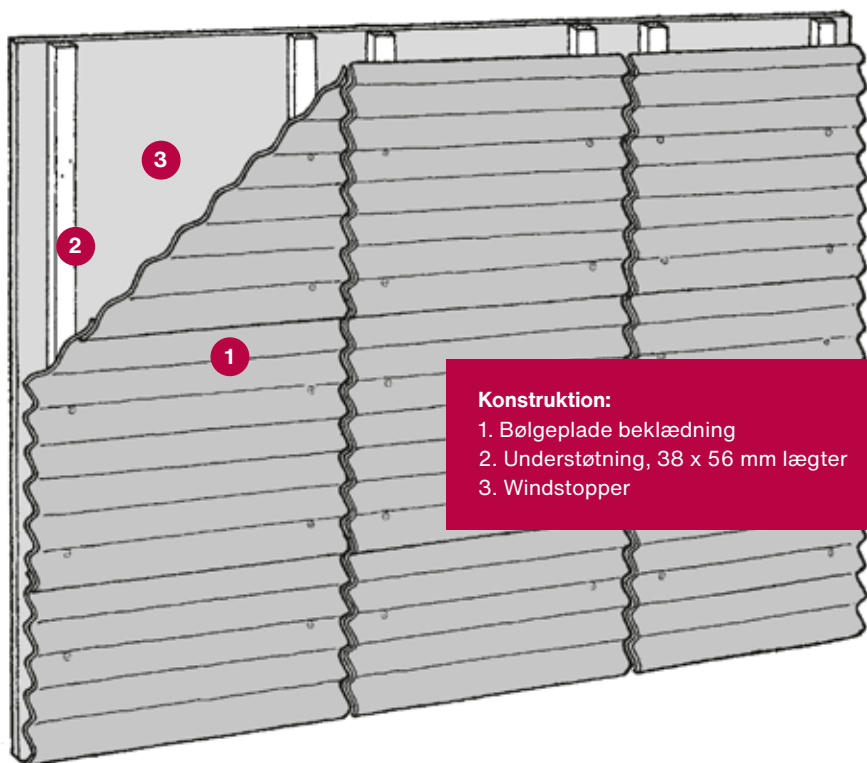 3
2
1
Konstruktion:
1. Bølgeplade beklædning
2. Understøtning, 38 x 56 mm lægter
3. Windstopper